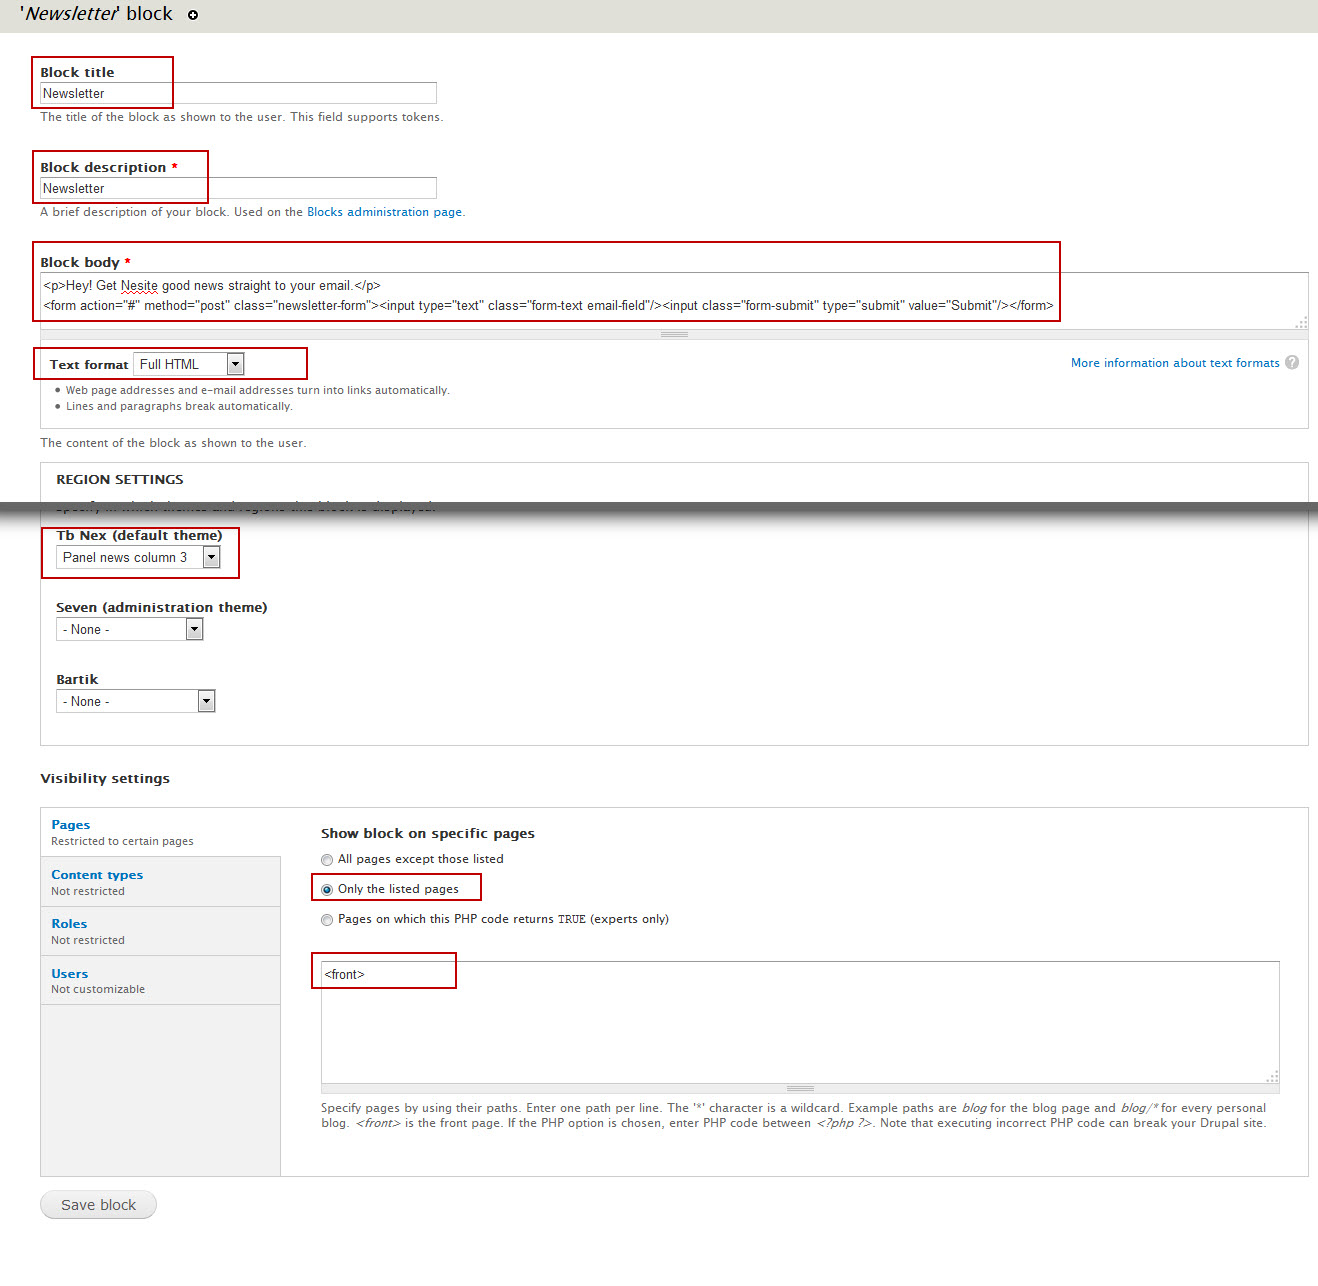 'Newsletter' block
Block title
Newsletter
The title of the block as shown to the user. This field supports tokens.
Block description *
Newsletter
A brief description of your block. Used on the Blocks administration page.
Block body *
<p>Hey! Get Nesite good news straight to your email.</p>
<form action="#" method="post" class="newsletter-form"><input type="text" class="form-text email-field"/><input class="form-submit" type="submit" value="Submit"/></form>
Text format Full HTML
More information about text formats ?
Web page addresses and e-mail addresses turn into links automatically.
Lines and paragraphs break automatically.
The content of the block as shown to the user.
REGION SETTINGS
Specify in which themes and regions this block is displayed.
Tb Nex (default theme)
Panel news column 3
Seven (administration theme)
- None -
Bartik
- None -
Visibility settings
Pages
Restricted to certain pages
Content types
Not restricted
Roles
Not restricted
Users
Not customizable
Show block on specific pages
All pages except those listed
Only the listed pages
Pages on which this PHP code returns TRUE (experts only)
<front>
Specify pages by using their paths. Enter one path per line. The '*' character is a wildcard. Example paths are blog for the blog page and blog/* for every personal
blog. <front> is the front page. If the PHP option is chosen, enter PHP code between <?php ?>. Note that executing incorrect PHP code can break your Drupal site.
Save block